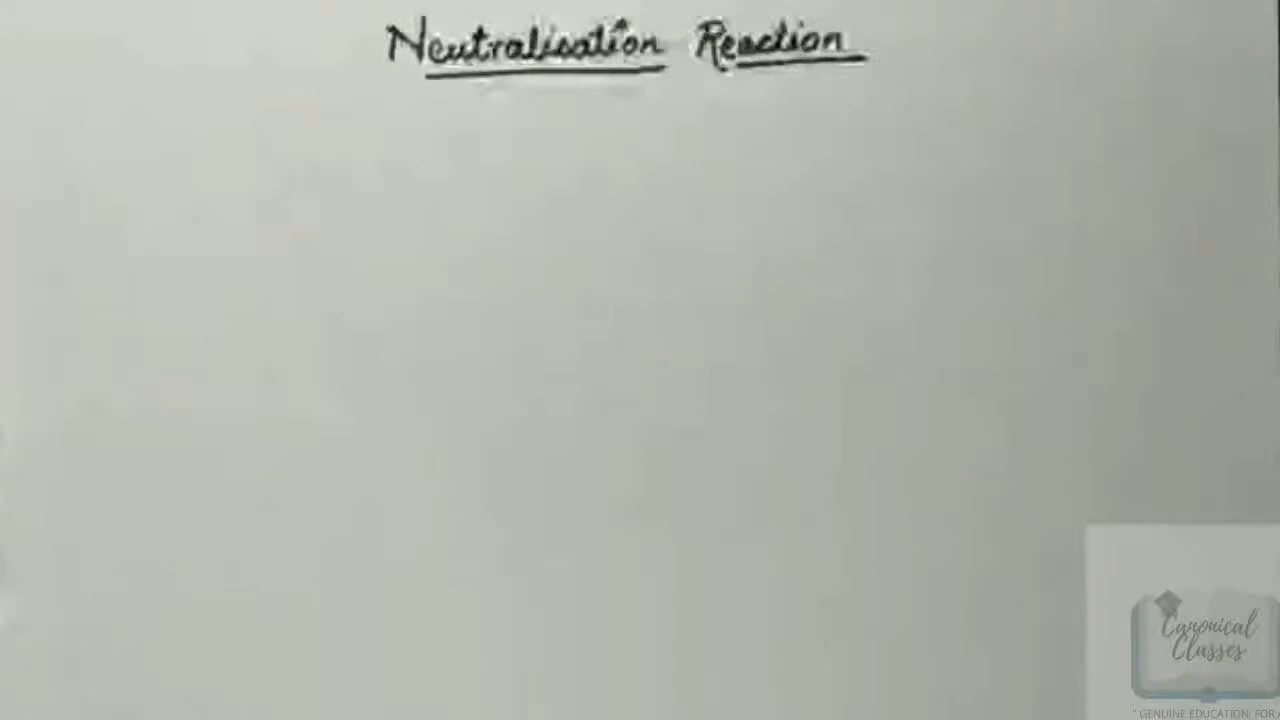 Neutralisation Reaction
Canonical
Classes
" GENUINE EDUCATION FOR